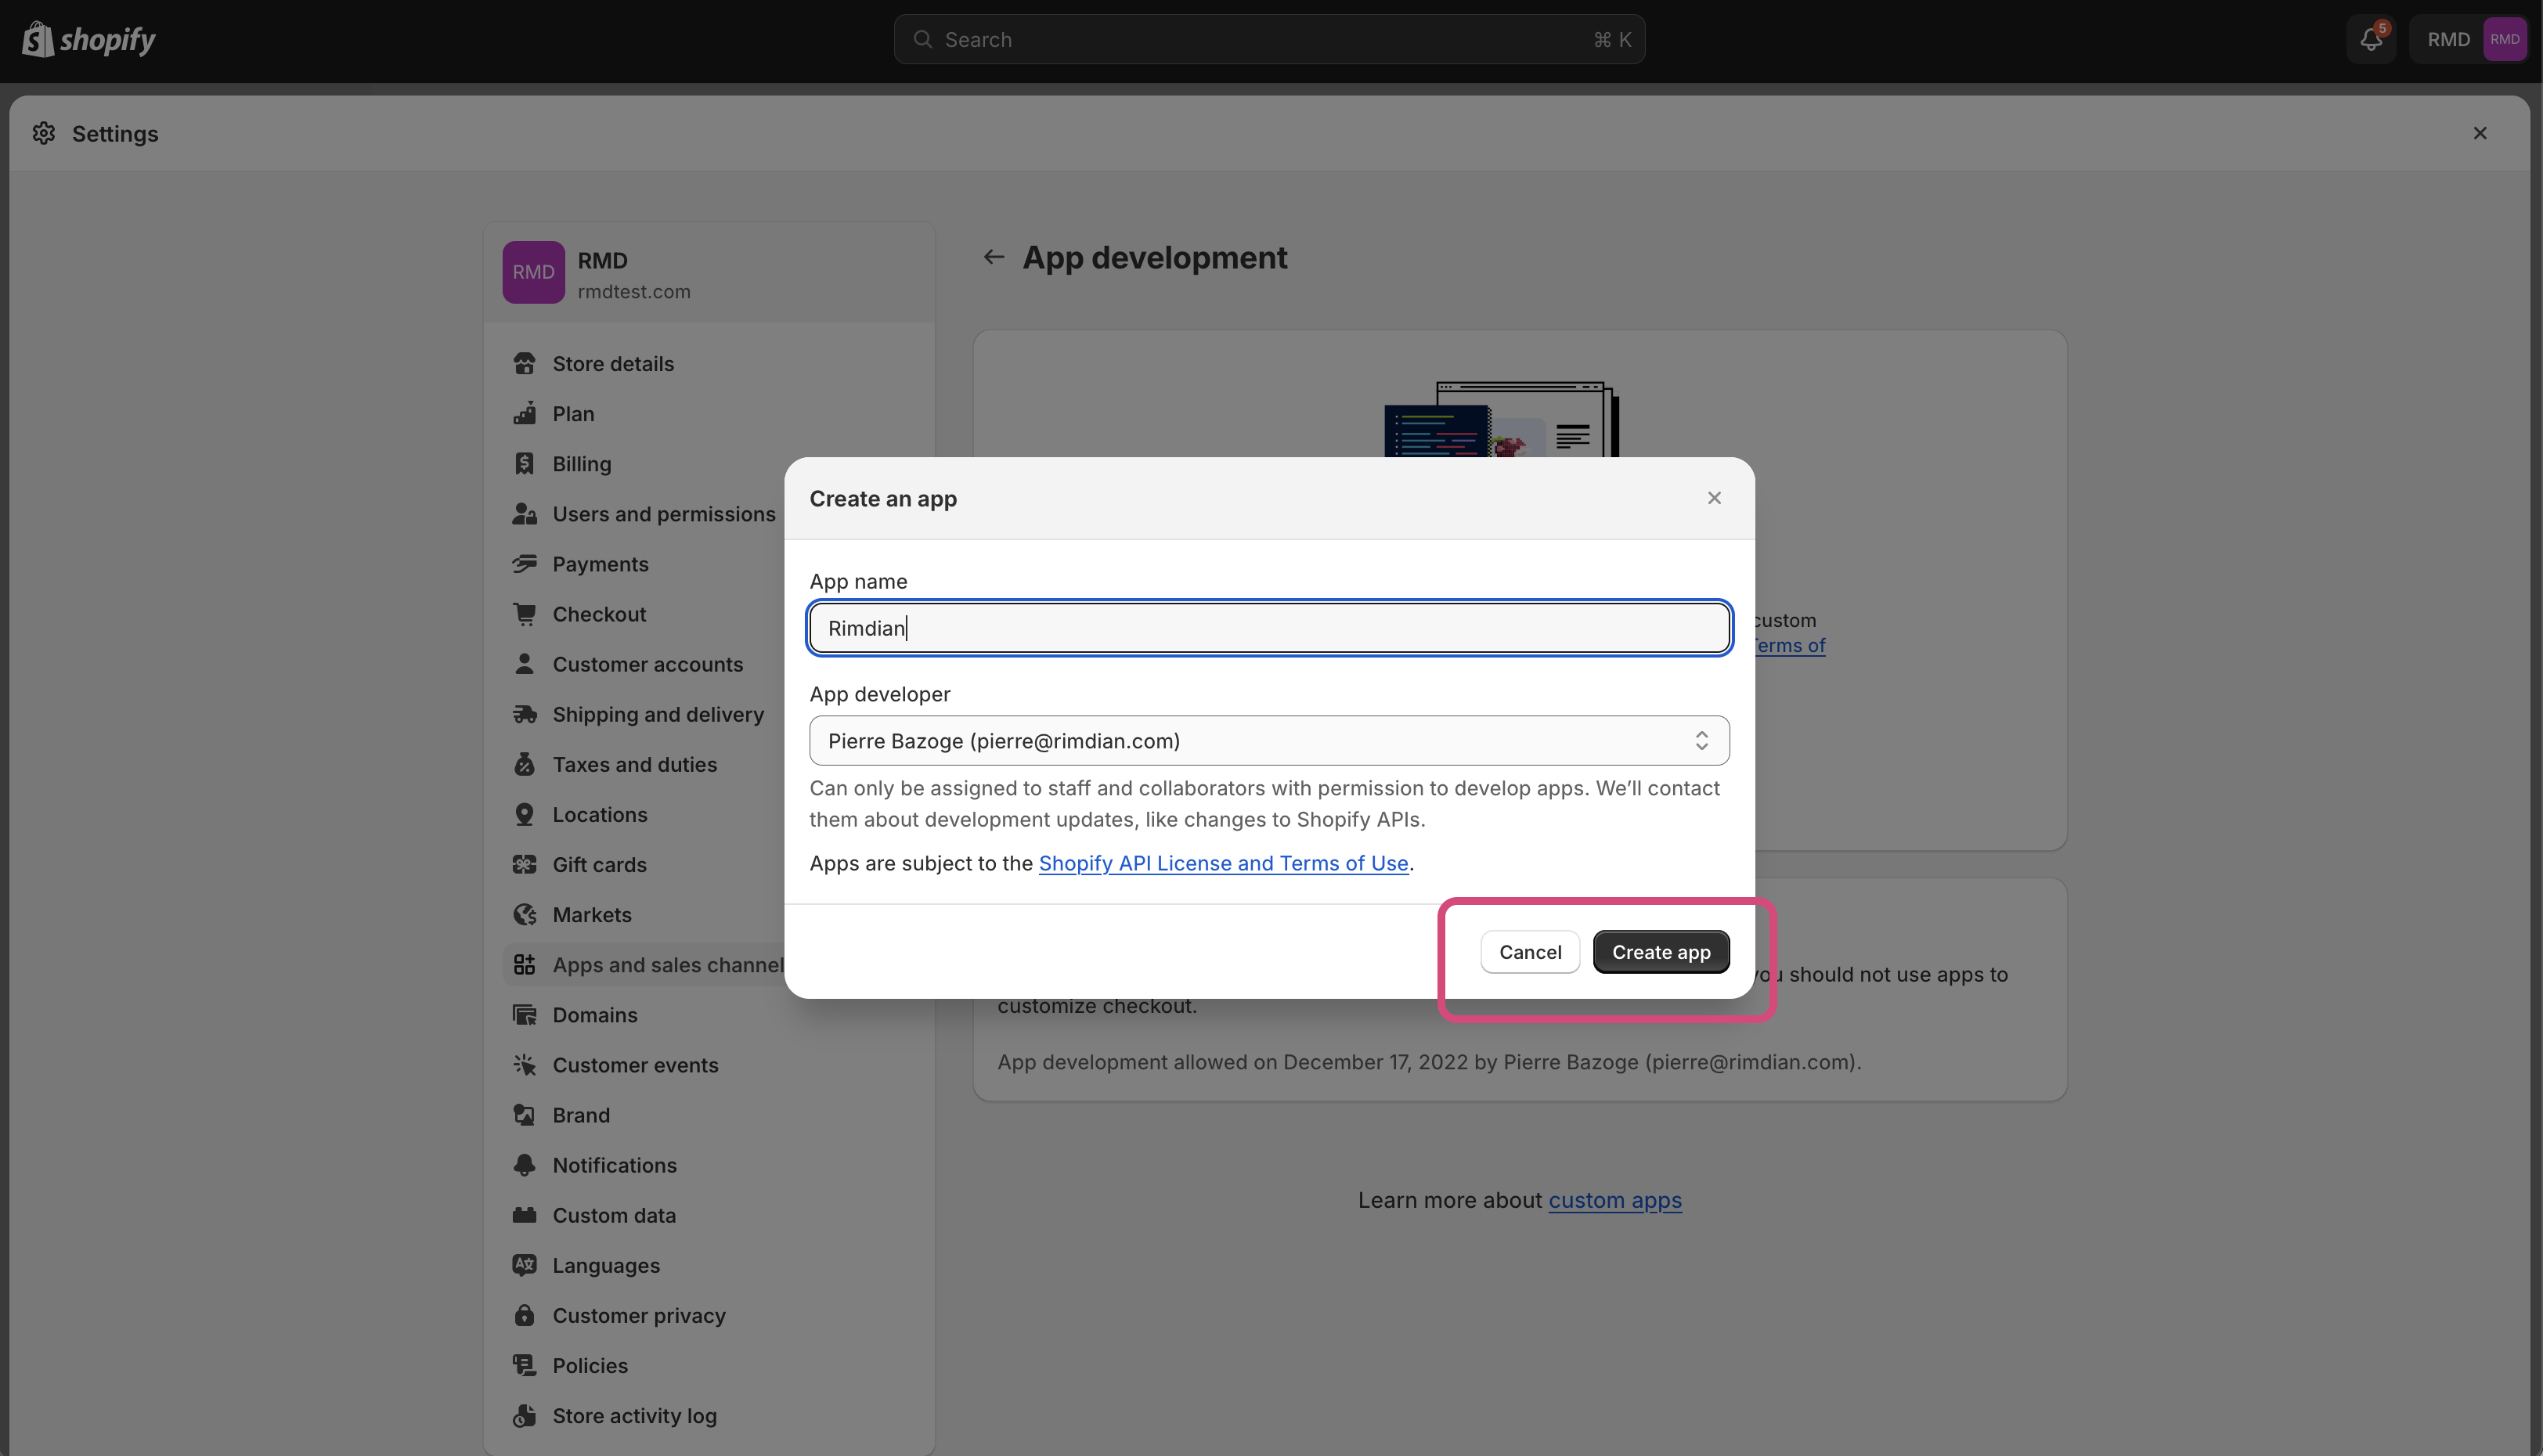 shopify
Search
⌘ K
5
RMD
RMD
Settings
RMD
RMD
rmdtest.com
Store details
Plan
Billing
Users and permissions
Payments
Checkout
Customer accounts
Shipping and delivery
Taxes and duties
Locations
Gift cards
Markets
Apps and sales channel
Domains
Customer events
Brand
Notifications
Custom data
Languages
Customer privacy
Policies
Store activity log
App development
custom
Terms of
Create an app
App name
Rimdian
App developer
Pierre Bazoge (pierre@rimdian.com)
Can only be assigned to staff and collaborators with permission to develop apps. We’ll contact
them about development updates, like changes to Shopify APIs.
Apps are subject to the Shopify API License and Terms of Use.
Cancel
Create app
you should not use apps to
customize checkout.
App development allowed on December 17, 2022 by Pierre Bazoge (pierre@rimdian.com).
Learn more about custom apps